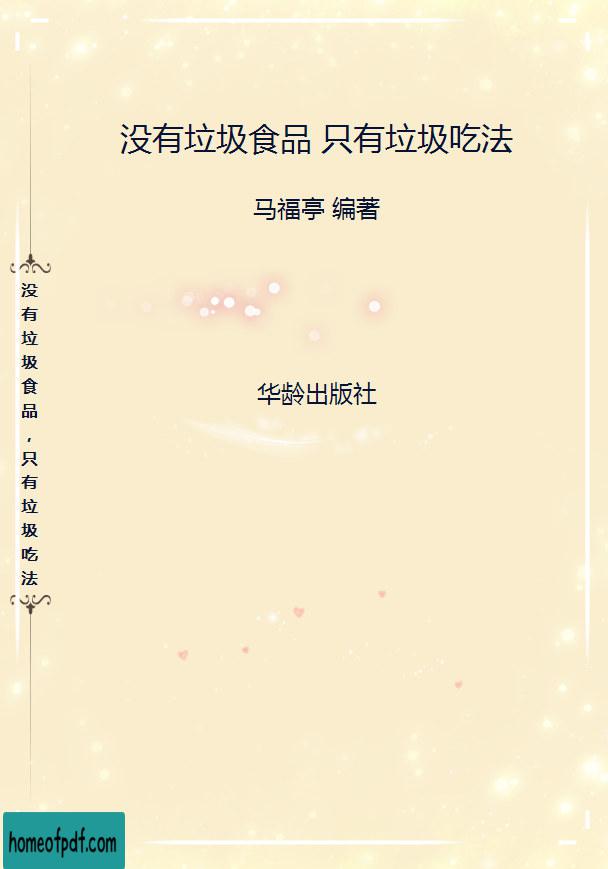 没有垃圾食品 只有垃圾吃法
马福亭 编著
华龄出版社
没有垃圾食品，只有垃圾吃法
homeofpdf.com